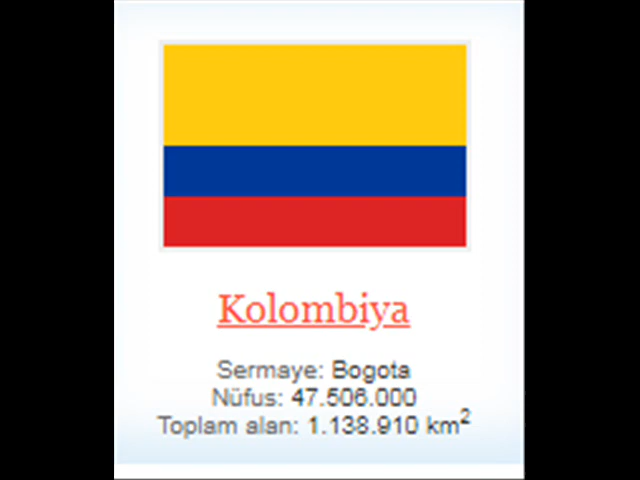 Kolombiya
Sermaye: Bogota
Nüfus: 47.506.000
Toplam alan: 1.138.910 km²